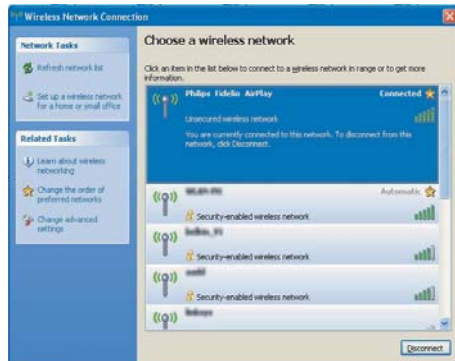 Wireless Network Connection
Network Tasks
Refresh network list
Set up a wireless network
for a home or small office
Related Tasks
Learn about wireless
networking
Change the order of
preferred networks
Change advanced
settings
Choose a wireless network
Click an item in the list below to connect to a wireless network in range or to get more
information.
Philips Fidelio AirPlay
Connected
Unsecured wireless network
You are currently connected to this network. To disconnect from this
network, click Disconnect.
Automatic
Security-enabled wireless network
Security-enabled wireless network
Security-enabled wireless network
Disconnect